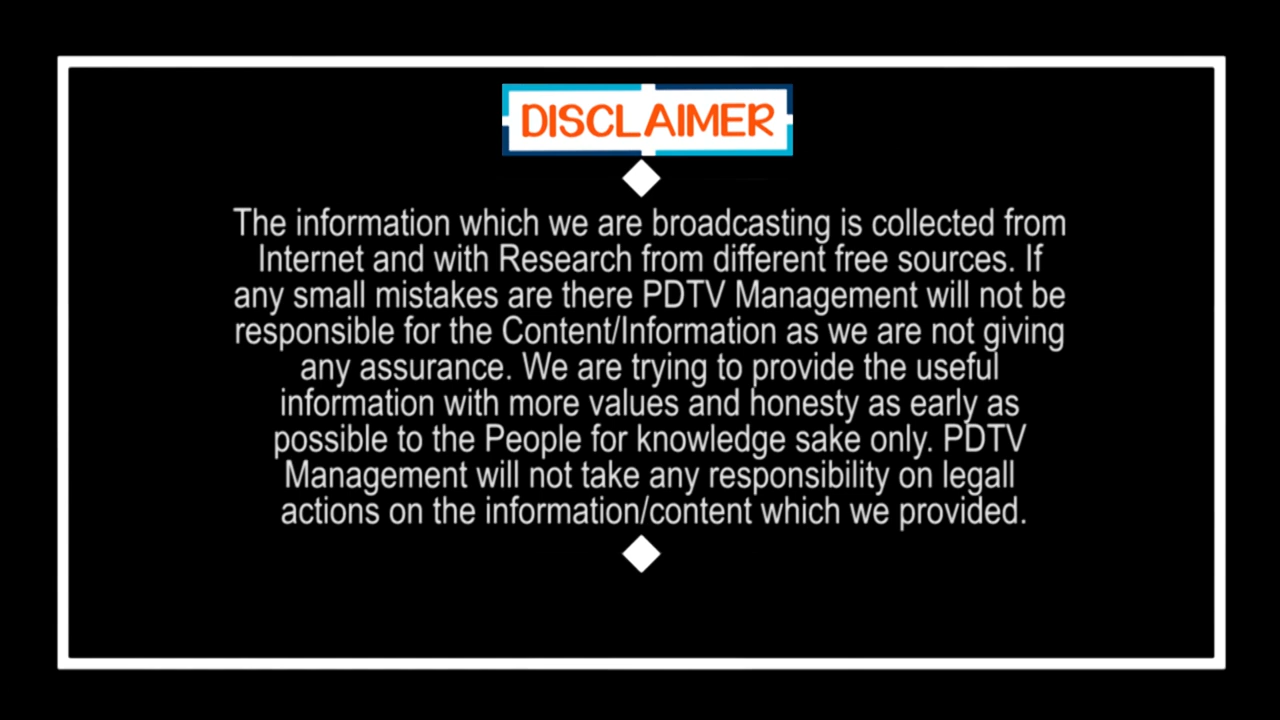 DISCLAIMER
The information which we are broadcasting is collected from
Internet and with Research from different free sources. If
any small mistakes are there PDTV Management will not be
responsible for the Content/Information as we are not giving
any assurance. We are trying to provide the useful
information with more values and honesty as early as
possible to the People for knowledge sake only. PDTV
Management will not take any responsibility on legall
actions on the information/content which we provided.